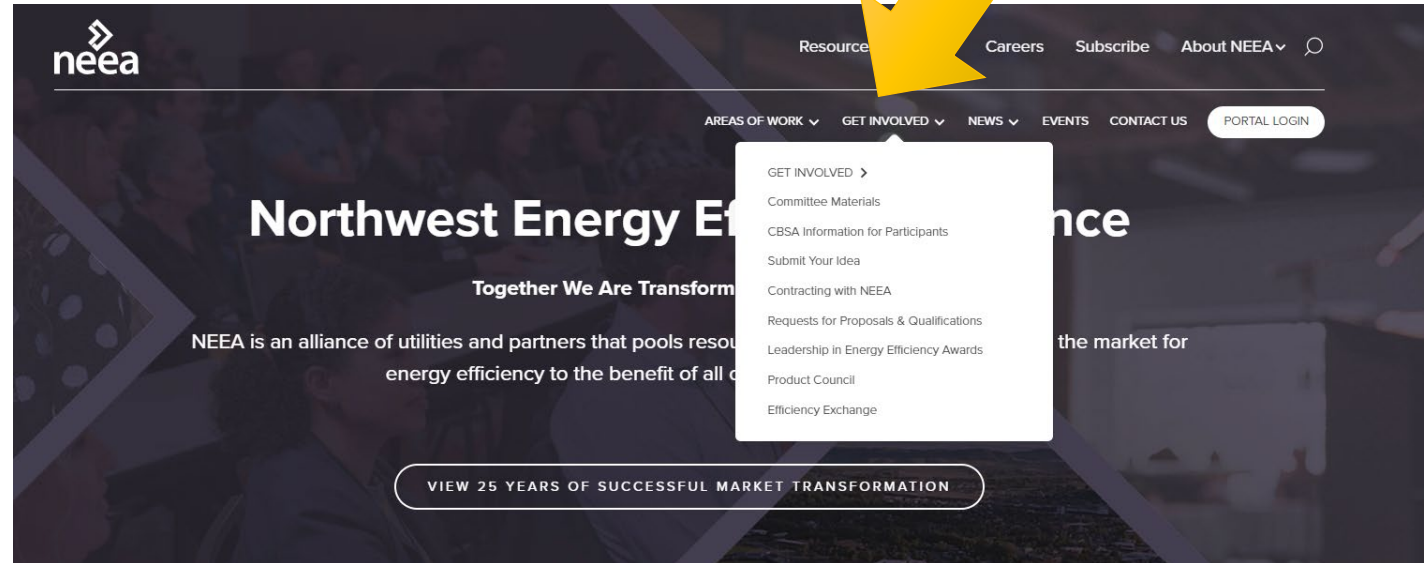 neea
Resource Careers Subscribe About NEEA
AREAS OF WORK GET INVOLVED NEWS EVENTS CONTACT US PORTAL LOGIN
GET INVOLVED
Committee Materials
CBSA Information for Participants
Submit Your Idea
Contracting with NEEA
Requests for Proposals & Qualifications
Leadership in Energy Efficiency Awards
Product Council
Efficiency Exchange
Northwest Energy Ef nce
Together We Are Transform
NEEA is an alliance of utilities and partners that pools resou the market for
energy efficiency to the benefit of all c
VIEW 25 YEARS OF SUCCESSFUL MARKET TRANSFORMATION